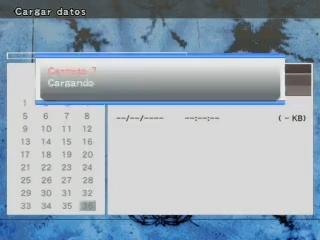 Cargar datos
Cargando
1
5 6 7 8
9 10 11 12
13 14 15 16
17 18 19 20
21 22 23 24
25 26 27 28
29 30 31 32
33 34 35 36
--/--/---- --:--:-- ( - KB)